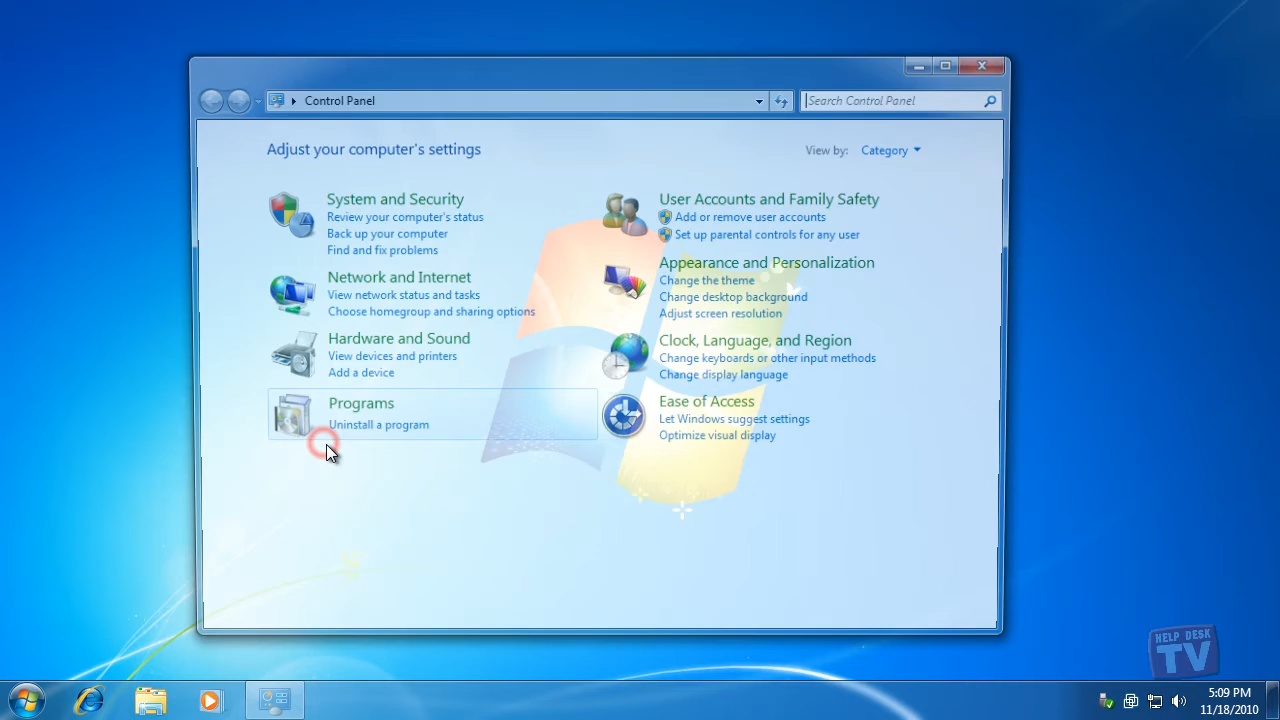 Control Panel
Search Control Panel
Adjust your computer's settings
View by: Category
System and Security
Review your computer's status
Back up your computer
Find and fix problems
Network and Internet
View network status and tasks
Choose homegroup and sharing options
Hardware and Sound
View devices and printers
Add a device
Programs
Uninstall a program
User Accounts and Family Safety
Add or remove user accounts
Set up parental controls for any user
Appearance and Personalization
Change the theme
Change desktop background
Adjust screen resolution
Clock, Language, and Region
Change keyboards or other input methods
Change display language
Ease of Access
Let Windows suggest settings
Optimize visual display
HELP DESK
TV
5:09 PM
11/18/2010